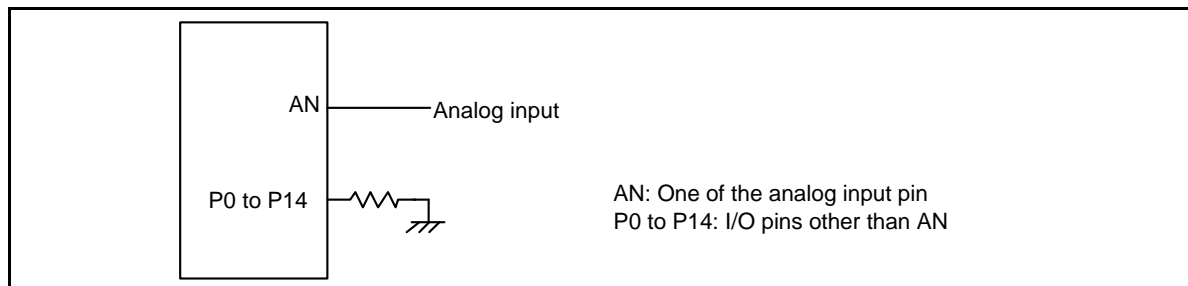 AN
Analog input
P0 to P14
AN: One of the analog input pin
P0 to P14: I/O pins other than AN